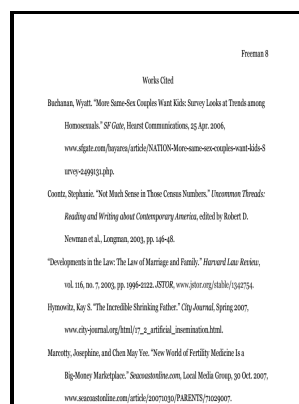 Freeman 8
Works Cited
Buchanan, Wyatt. “More Same-Sex Couples Want Kids: Survey Looks at Trends among
Homosexuals.” SF Gate, Hearst Communications, 25 Apr. 2006,
www.sfgate.com/bayarea/article/NATION-More-same-sex-couples-want-kids-S
urvey-2499131.php.
Coontz, Stephanie. “Not Much Sense in Those Census Numbers.” Uncommon Threads:
Reading and Writing about Contemporary America, edited by Robert D.
Newman et al., Longman, 2003, pp. 146-48.
“Developments in the Law: The Law of Marriage and Family.” Harvard Law Review,
vol. 116, no. 7, 2003, pp. 1996-2122. JSTOR, www.jstor.org/stable/1342754.
Hymowitz, Kay S. “The Incredible Shrinking Father.” City Journal, Spring 2007,
www.city-journal.org/html/17_2_artificial_insemination.html.
Marcotty, Josephine, and Chen May Yee. “New World of Fertility Medicine Is a
Big-Money Marketplace.” Seacoastonline.com, Local Media Group, 30 Oct. 2007,
www.seacoastonline.com/article/20071030/PARENTS/71029007.